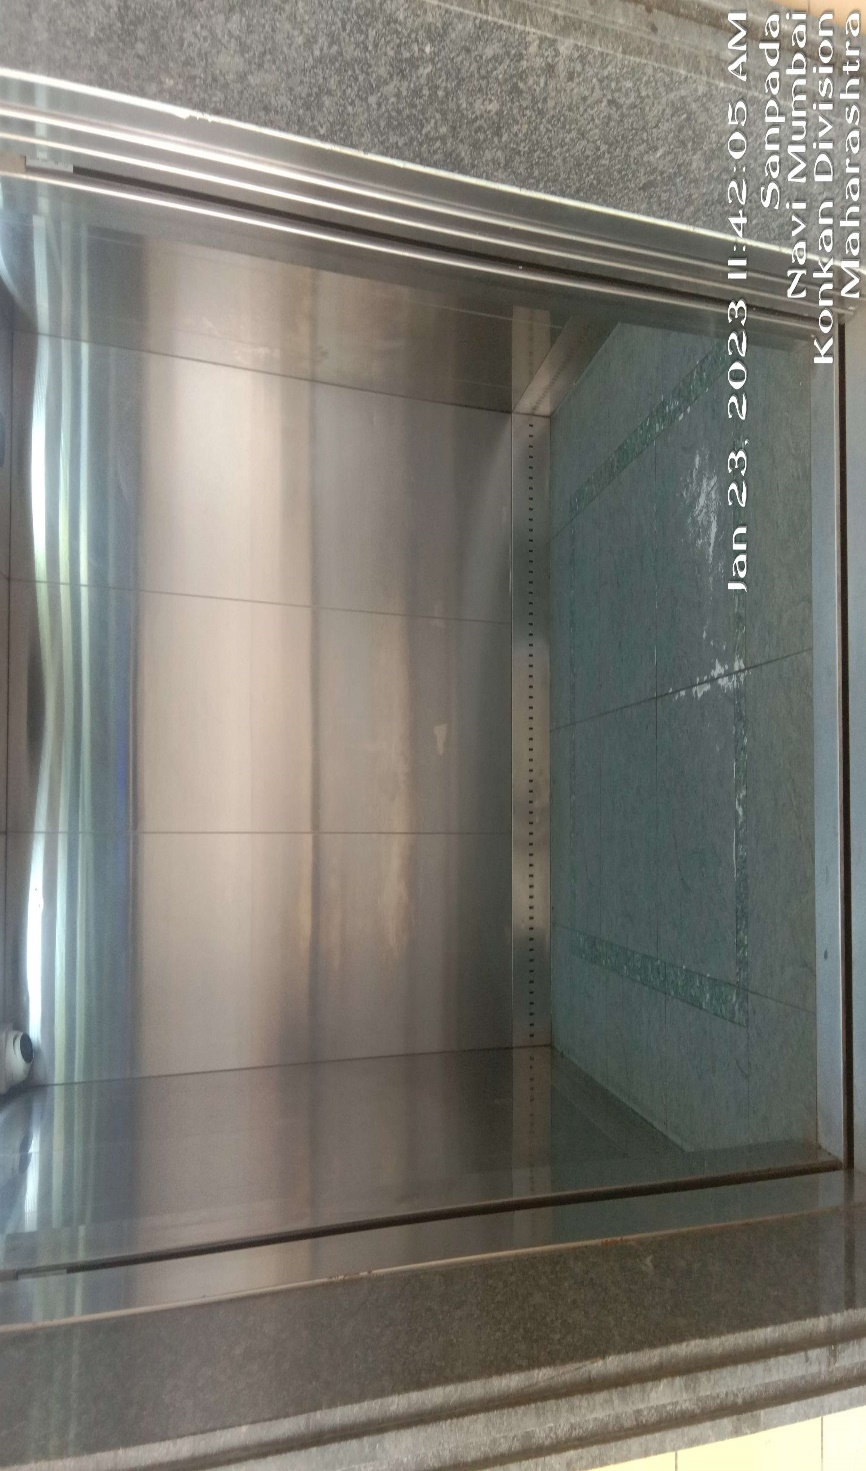 Jan 23, 2023 11:42:05 AM
Sanpada
Navi Mumbai
Konkan Division
Maharashtra